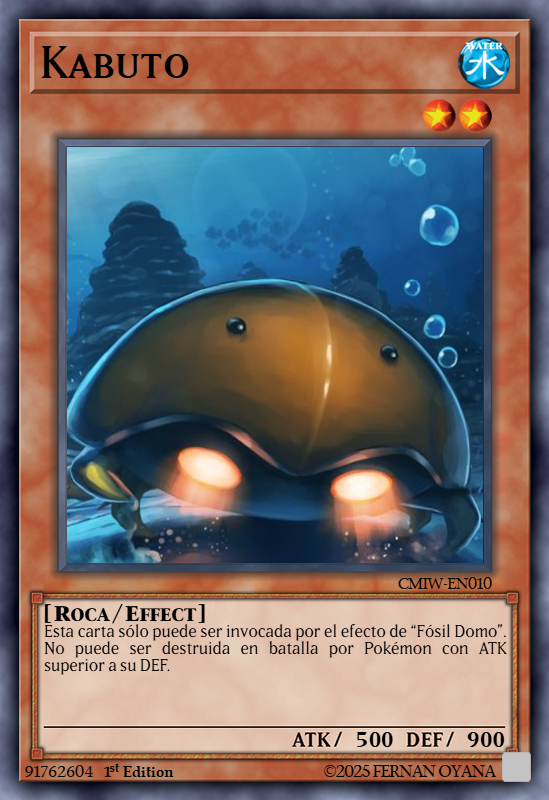 Kabuto
WATER
水
CMIW-EN010
[Roca/Effect]
Esta carta sólo puede ser invocada por el efecto de “Fósil Domo”.
No puede ser destruida en batalla por Pokémon con ATK
superior a su DEF.
ATK/ 500 DEF/ 900
91762604 1st Edition ©2025 FERNAN OYANA